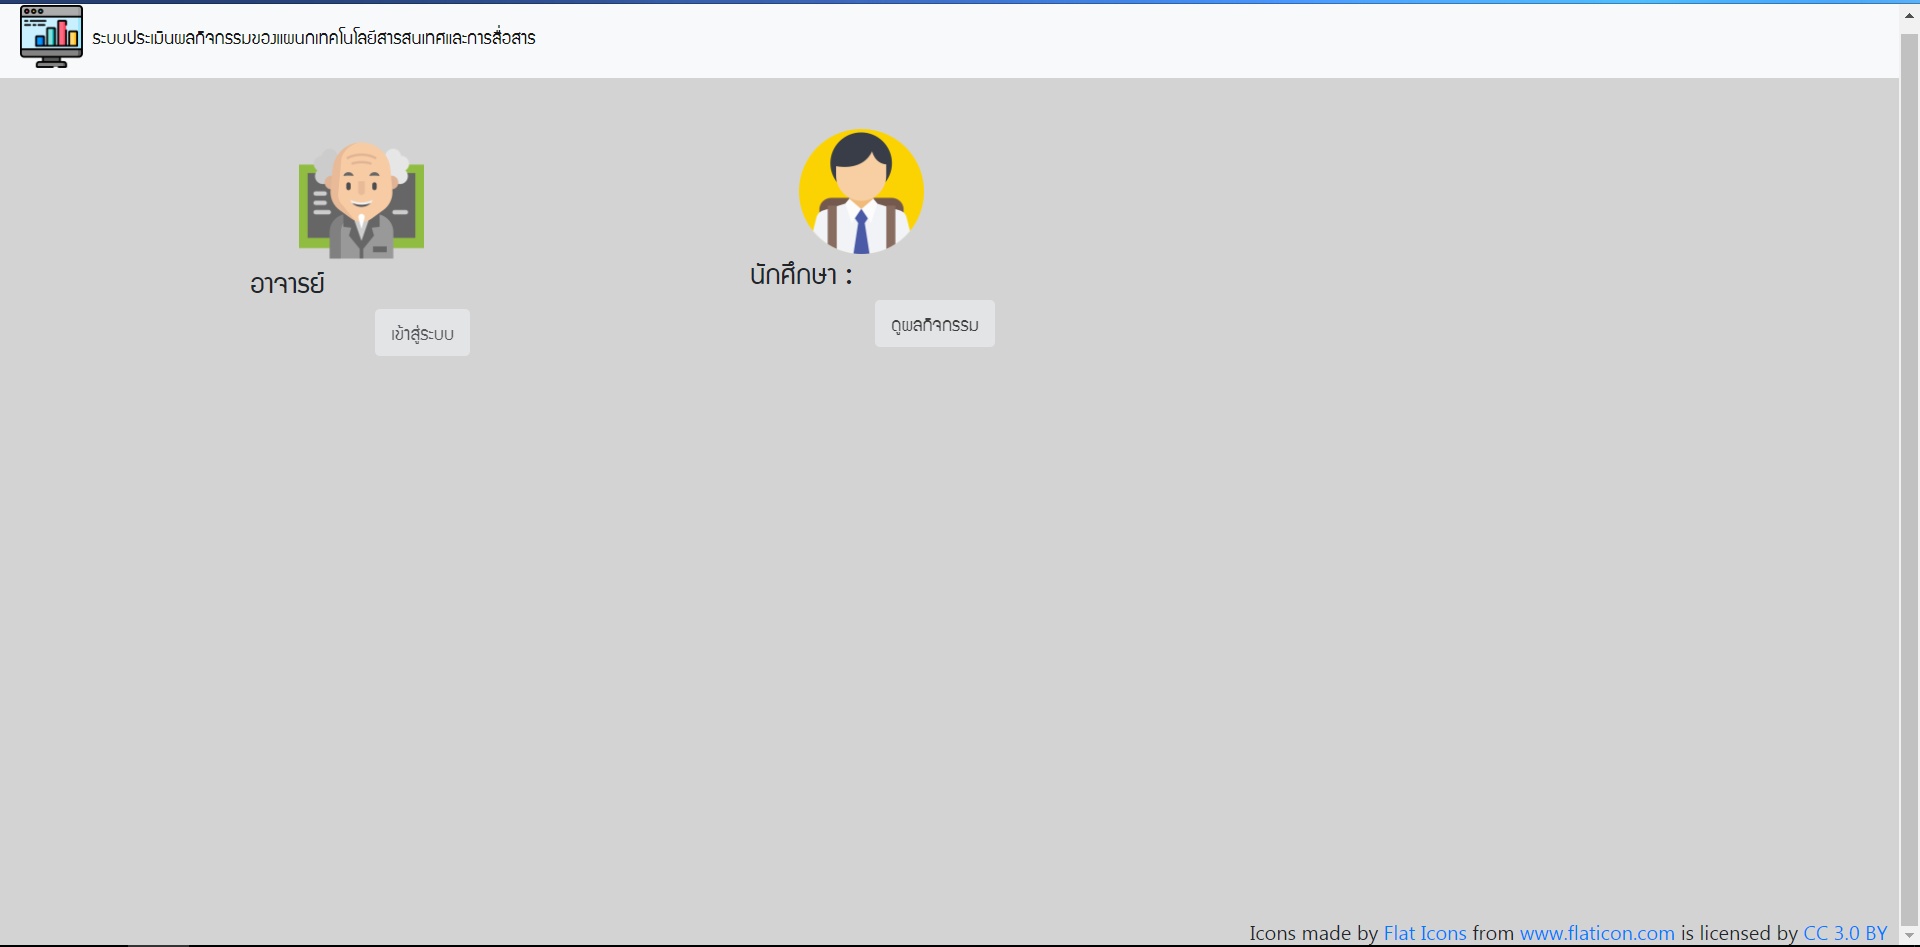 ระบบประเมินผลกิจกรรมของแผนกเทคโนโลยีสารสนเทศและการสื่อสาร
อาจารย์
เข้าสู่ระบบ
นักศึกษา :
ดูผลกิจกรรม
Icons made by Flat Icons from www.flaticon.com is licensed by CC 3.0 BY